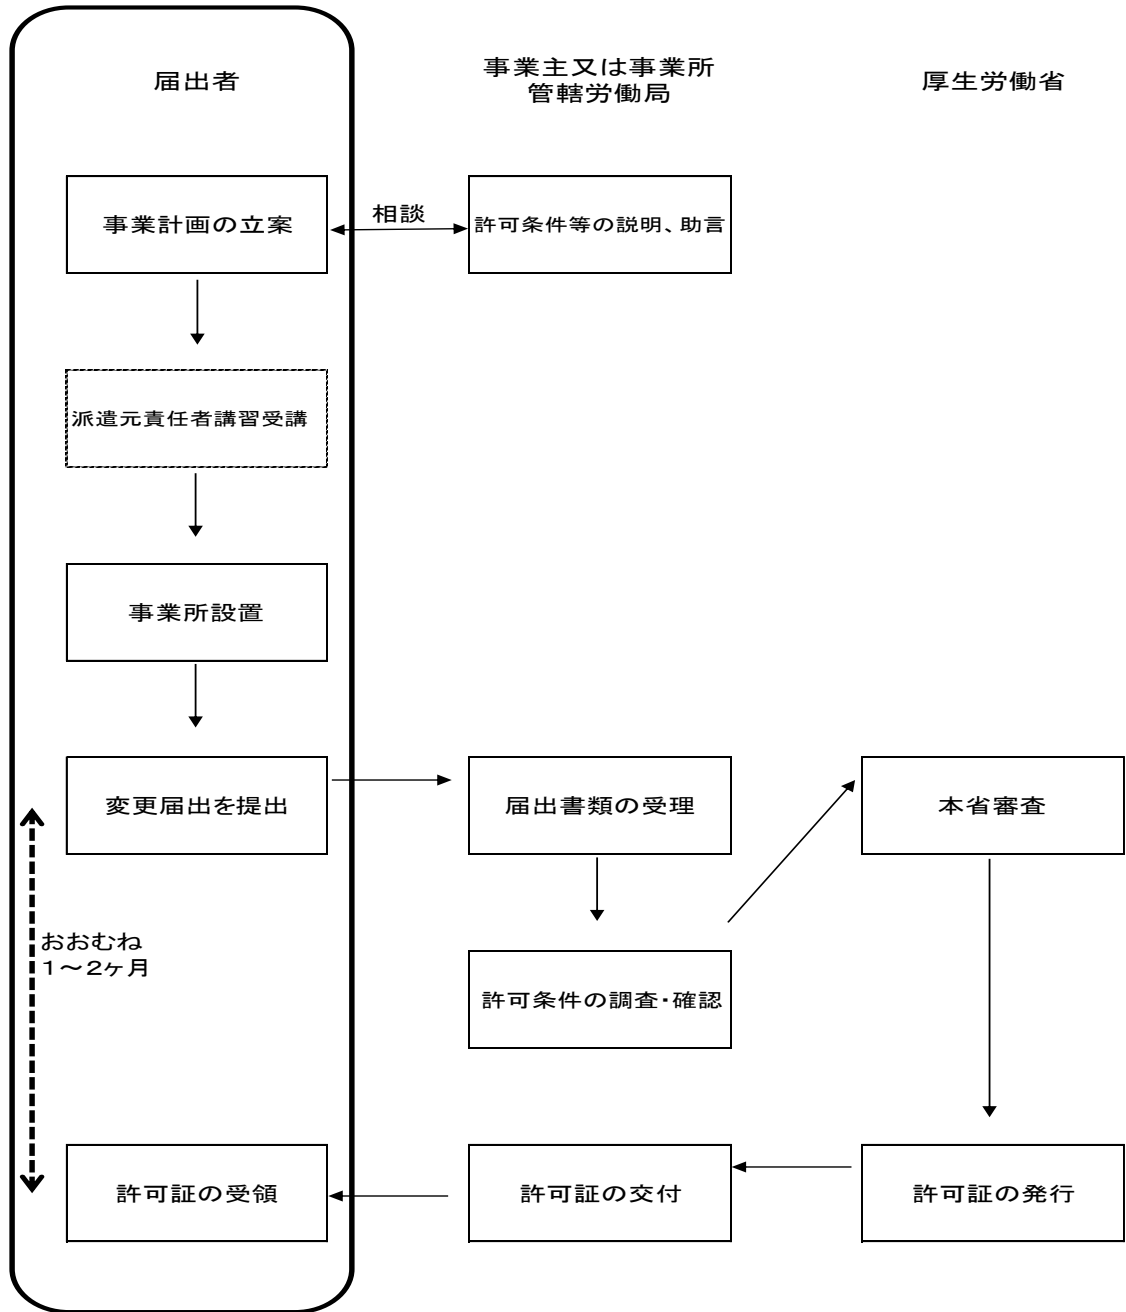 届出者
事業主又は事業所
管轄労働局
厚生労働省
事業計画の立案
相談
許可条件等の説明、助言
派遣元責任者講習受講
事業所設置
変更届出を提出
届出書類の受理
本省審査
おおむね
1～2ヶ月
許可条件の調査・確認
許可証の受領
許可証の交付
許可証の発行